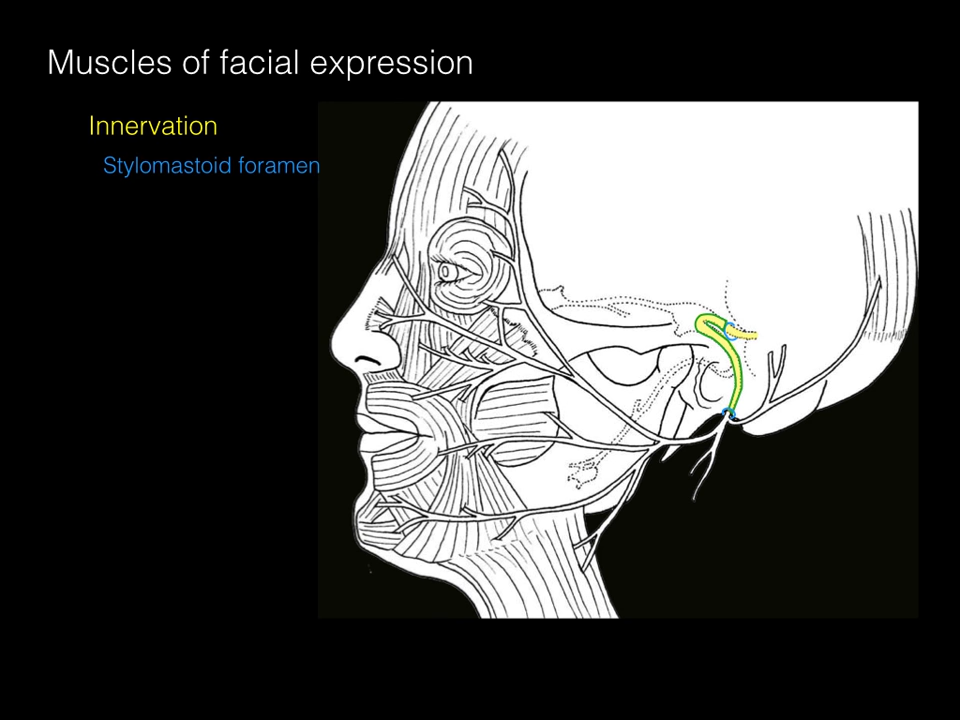 Muscles of facial expression
Innervation
Stylomastoid foramen